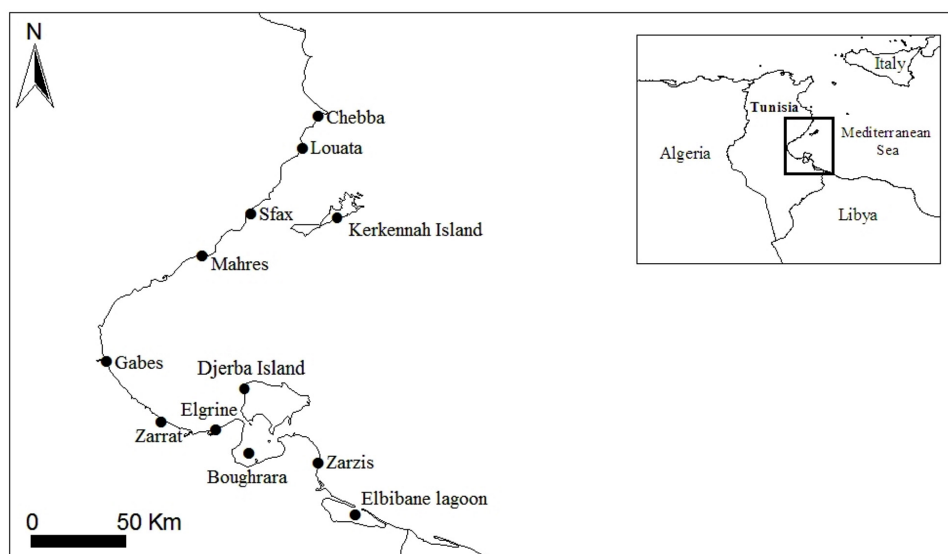 N
Chebba
Louata
Sfax
Kerkennah Island
Mahres
Gabes
Djerba Island
Elgrine
Zarrat
Boughrara
Zarzis
Elbibane lagoon
0 50 Km
Italy
Tunisia
Mediterranean
Sea
Algeria
Libya